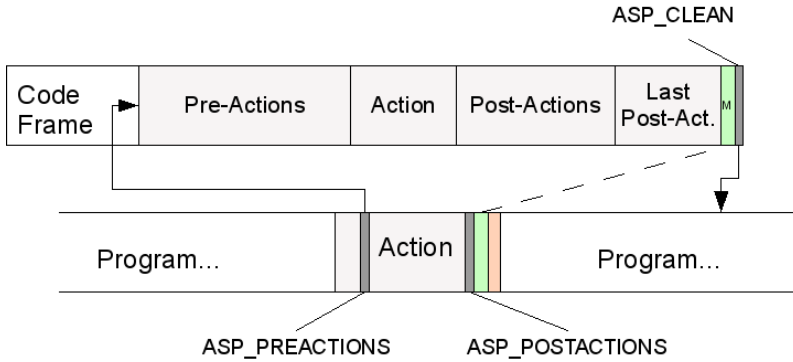 ASP_CLEAN
Code
Frame
Pre-Actions
Action
Post-Actions
Last
Post-Act.
M
Program...
Action
Program...
ASP_PREACTIONS
ASP_POSTACTIONS